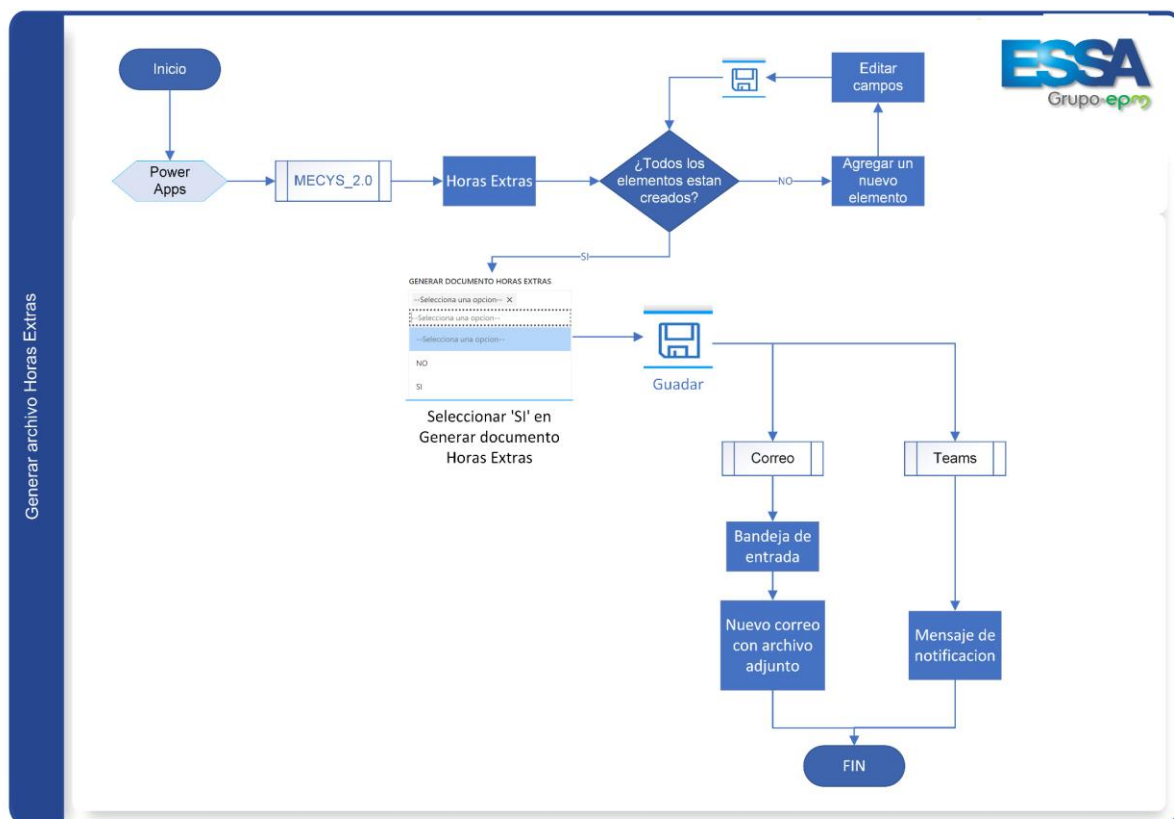 ESSA
Grupo-epm
Generar archivo Horas Extras
Inicio
Power
Apps
MECYS_2.0
Horas Extras
¿Todos los
elementos estan
creados?
NO
Agregar un
nuevo
elemento
Editar
campos
SI
GENERAR DOCUMENTO HORAS EXTRAS
--Selecciona una opcion-- X
--Selecciona una opcion--
--Selecciona una opcion--
NO
SI
Seleccionar 'SI' en
Generar documento
Horas Extras
Guadar
Correo
Teams
Bandeja de
entrada
Nuevo correo
con archivo
adjunto
Mensaje de
notificacion
FIN